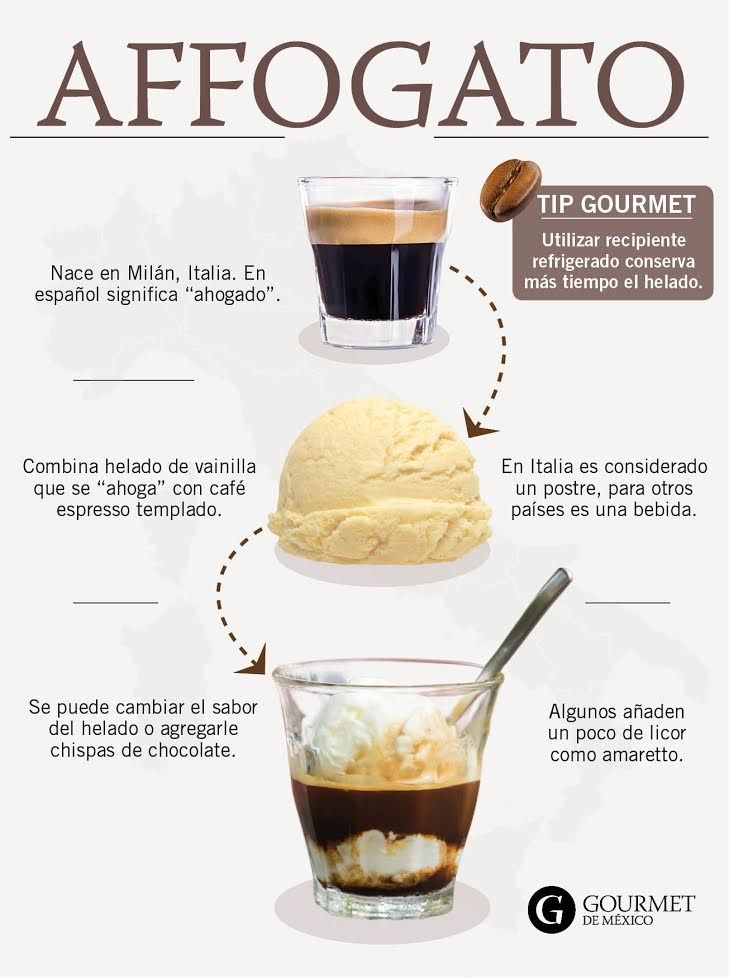 AFFOGATO
TIP GOURMET
Utilizar recipiente
refrigerado conserva
más tiempo el helado.
Nace en Milán, Italia. En
español significa “ahogado”.
Combina helado de vainilla
que se “ahoga” con café
espresso templado.
En Italia es considerado
un postre, para otros
países es una bebida.
Se puede cambiar el sabor
del helado o agregarle
chispas de chocolate.
Algunos añaden
un poco de licor
como amaretto.
G GOURMET
DE MÉXICO